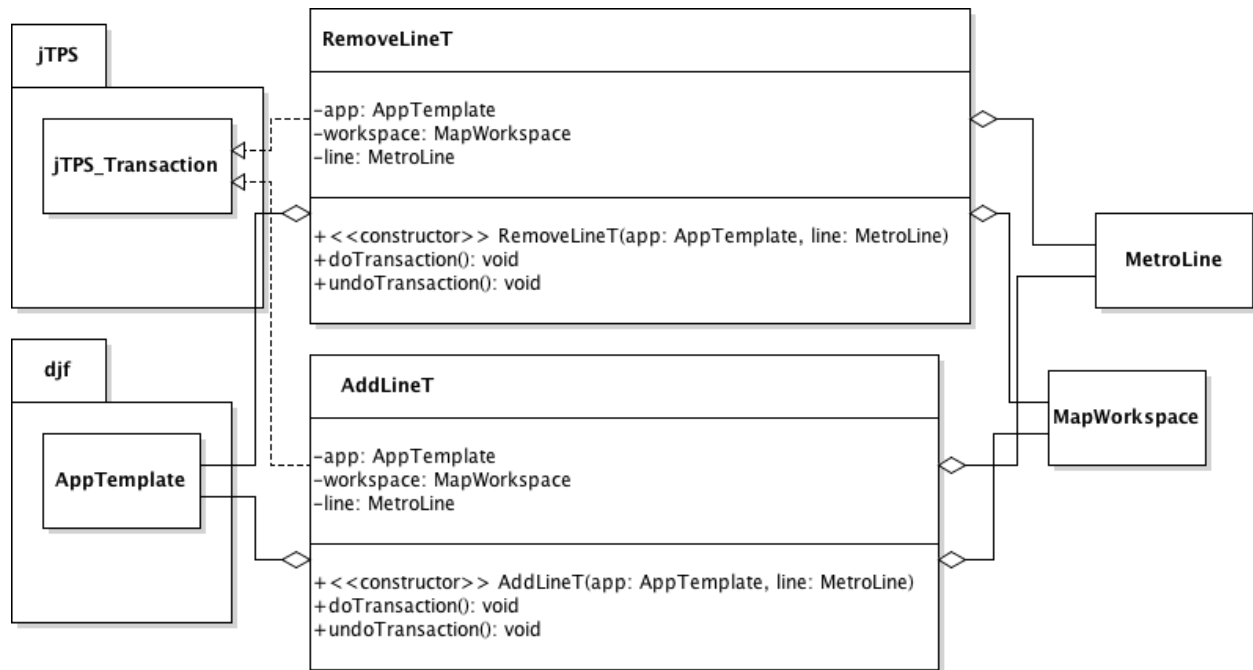 jTPS
jTPS_Transaction
RemoveLineT
-app: AppTemplate
-workspace: MapWorkspace
-line: MetroLine
+<<constructor>> RemoveLineT(app: AppTemplate, line: MetroLine)
+doTransaction(): void
+undoTransaction(): void
MetroLine
djf
AppTemplate
AddLineT
-app: AppTemplate
-workspace: MapWorkspace
-line: MetroLine
+<<constructor>> AddLineT(app: AppTemplate, line: MetroLine)
+doTransaction(): void
+undoTransaction(): void
MapWorkspace